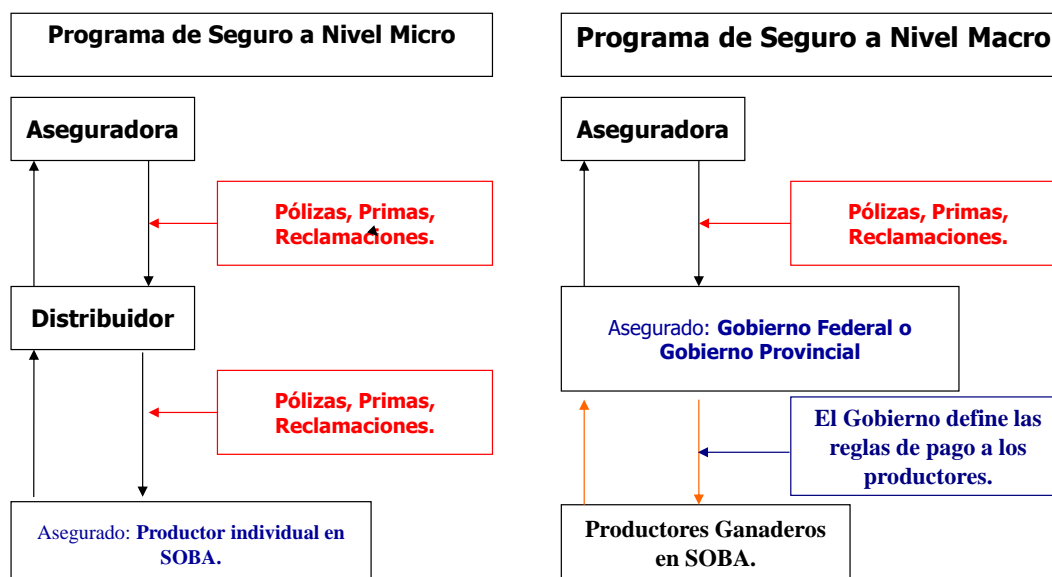 Programa de Seguro a Nivel Micro
Aseguradora
Pólizas, Primas,
Reclamaciones.
Distribuidor
Pólizas, Primas,
Reclamaciones.
Asegurado: Productor individual en
SOBA.
Programa de Seguro a Nivel Macro
Aseguradora
Pólizas, Primas,
Reclamaciones.
Asegurado: Gobierno Federal o
Gobierno Provincial
El Gobierno define las
reglas de pago a los
productores.
Productores Ganaderos
en SOBA.